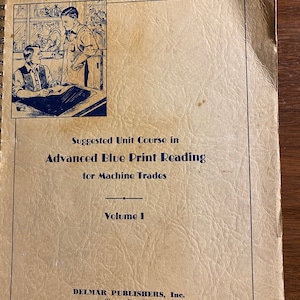 Suggested Unit Course in
Advanced Blue Print Reading
for Machine Trades
Volume I
DELMAR PUBLISHERS, Inc.